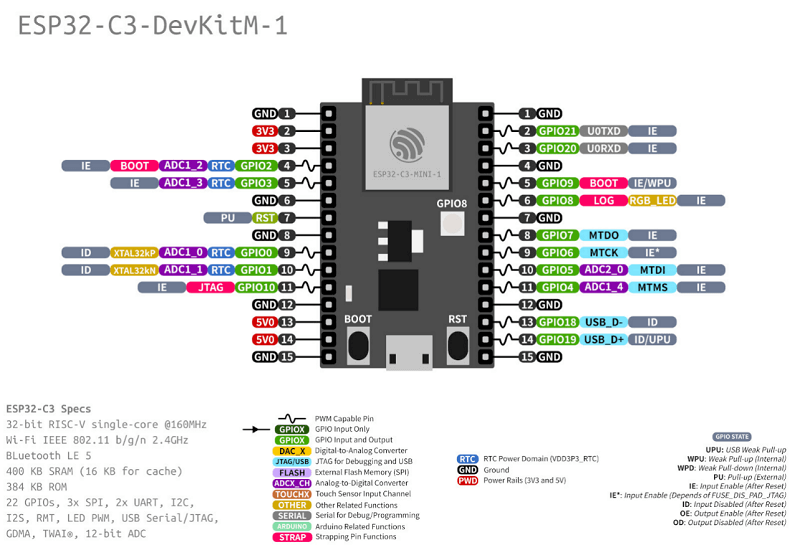 ESP32-C3-DevKitM-1
GND 1
3V3 2
3V3 3
IE BOOT ADC1_2 RTC GPIO2 4
IE ADC1_3 RTC GPIO3 5
GND 6
PU RST 7
GND 8
ID XTAL32kP ADC1_0 RTC GPIO0 9
ID XTAL32kN ADC1_1 RTC GPIO1 10
IE JTAG GPIO10 11
GND 12
5V0 13
5V0 14
GND 15
ESP32-C3-MINI-1
GPIO8
BOOT
RST
1 GND
2 GPIO21 U0TXD IE
3 GPIO20 U0RXD IE
4 GND
5 GPIO9 BOOT IE/WPU
6 GPIO8 LOG RGB_LED IE
7 GND
8 GPIO7 MTDO IE
9 GPIO6 MTCK IE*
10 GPIO5 ADC2_0 MTDI IE
11 GPIO4 ADC1_4 MTMS IE
12 GND
13 GPIO18 USB_D- ID
14 GPIO19 USB_D+ ID/UPU
15 GND
ESP32-C3 Specs
32-bit RISC-V single-core @160MHz
Wi-Fi IEEE 802.11 b/g/n 2.4GHz
BLuetooth LE 5
400 KB SRAM (16 KB for cache)
384 KB ROM
22 GPIOs, 3x SPI, 2x UART, I2C,
I2S, RMT, LED PWM, USB Serial/JTAG,
GDMA, TWAI®, 12-bit ADC
PWM Capable Pin
GPIOX GPIO Input Only
GPIOX GPIO Input and Output
DAC_X Digital-to-Analog Converter
JTAG/USB JTAG for Debugging and USB
FLASH External Flash Memory (SPI)
ADCX_CH Analog-to-Digital Converter
TOUCHX Touch Sensor Input Channel
OTHER Other Related Functions
SERIAL Serial for Debug/Programming
ARDUINO Arduino Related Functions
STRAP Strapping Pin Functions
RTC RTC Power Domain (VDD3P3_RTC)
GND Ground
PWD Power Rails (3V3 and 5V)
GPIO STATE
UPU: USB Weak Pull-up
WPU: Weak Pull-up (Internal)
WPD: Weak Pull-down (Internal)
PU: Pull-up (External)
IE: Input Enable (After Reset)
IE*: Input Enable (Depends of FUSE_DIS_PAD_JTAG)
ID: Input Disabled (After Reset)
OE: Output Enable (After Reset)
OD: Output Disabled (After Reset)